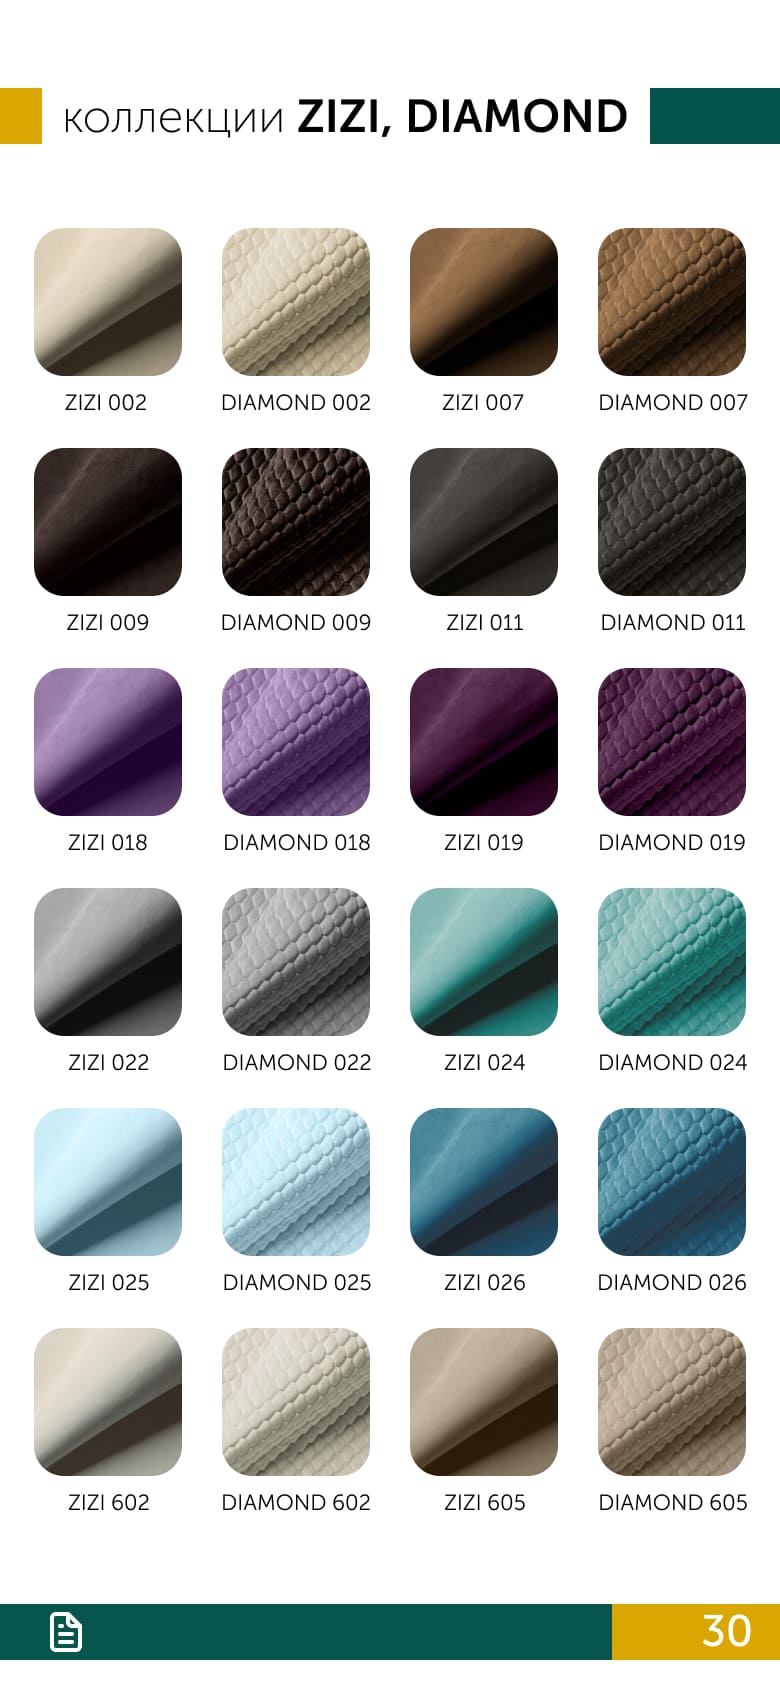 коллекции ZIZI, DIAMOND
ZIZI 002 DIAMOND 002 ZIZI 007 DIAMOND 007
ZIZI 009 DIAMOND 009 ZIZI 011 DIAMOND 011
ZIZI 018 DIAMOND 018 ZIZI 019 DIAMOND 019
ZIZI 022 DIAMOND 022 ZIZI 024 DIAMOND 024
ZIZI 025 DIAMOND 025 ZIZI 026 DIAMOND 026
ZIZI 602 DIAMOND 602 ZIZI 605 DIAMOND 605
30